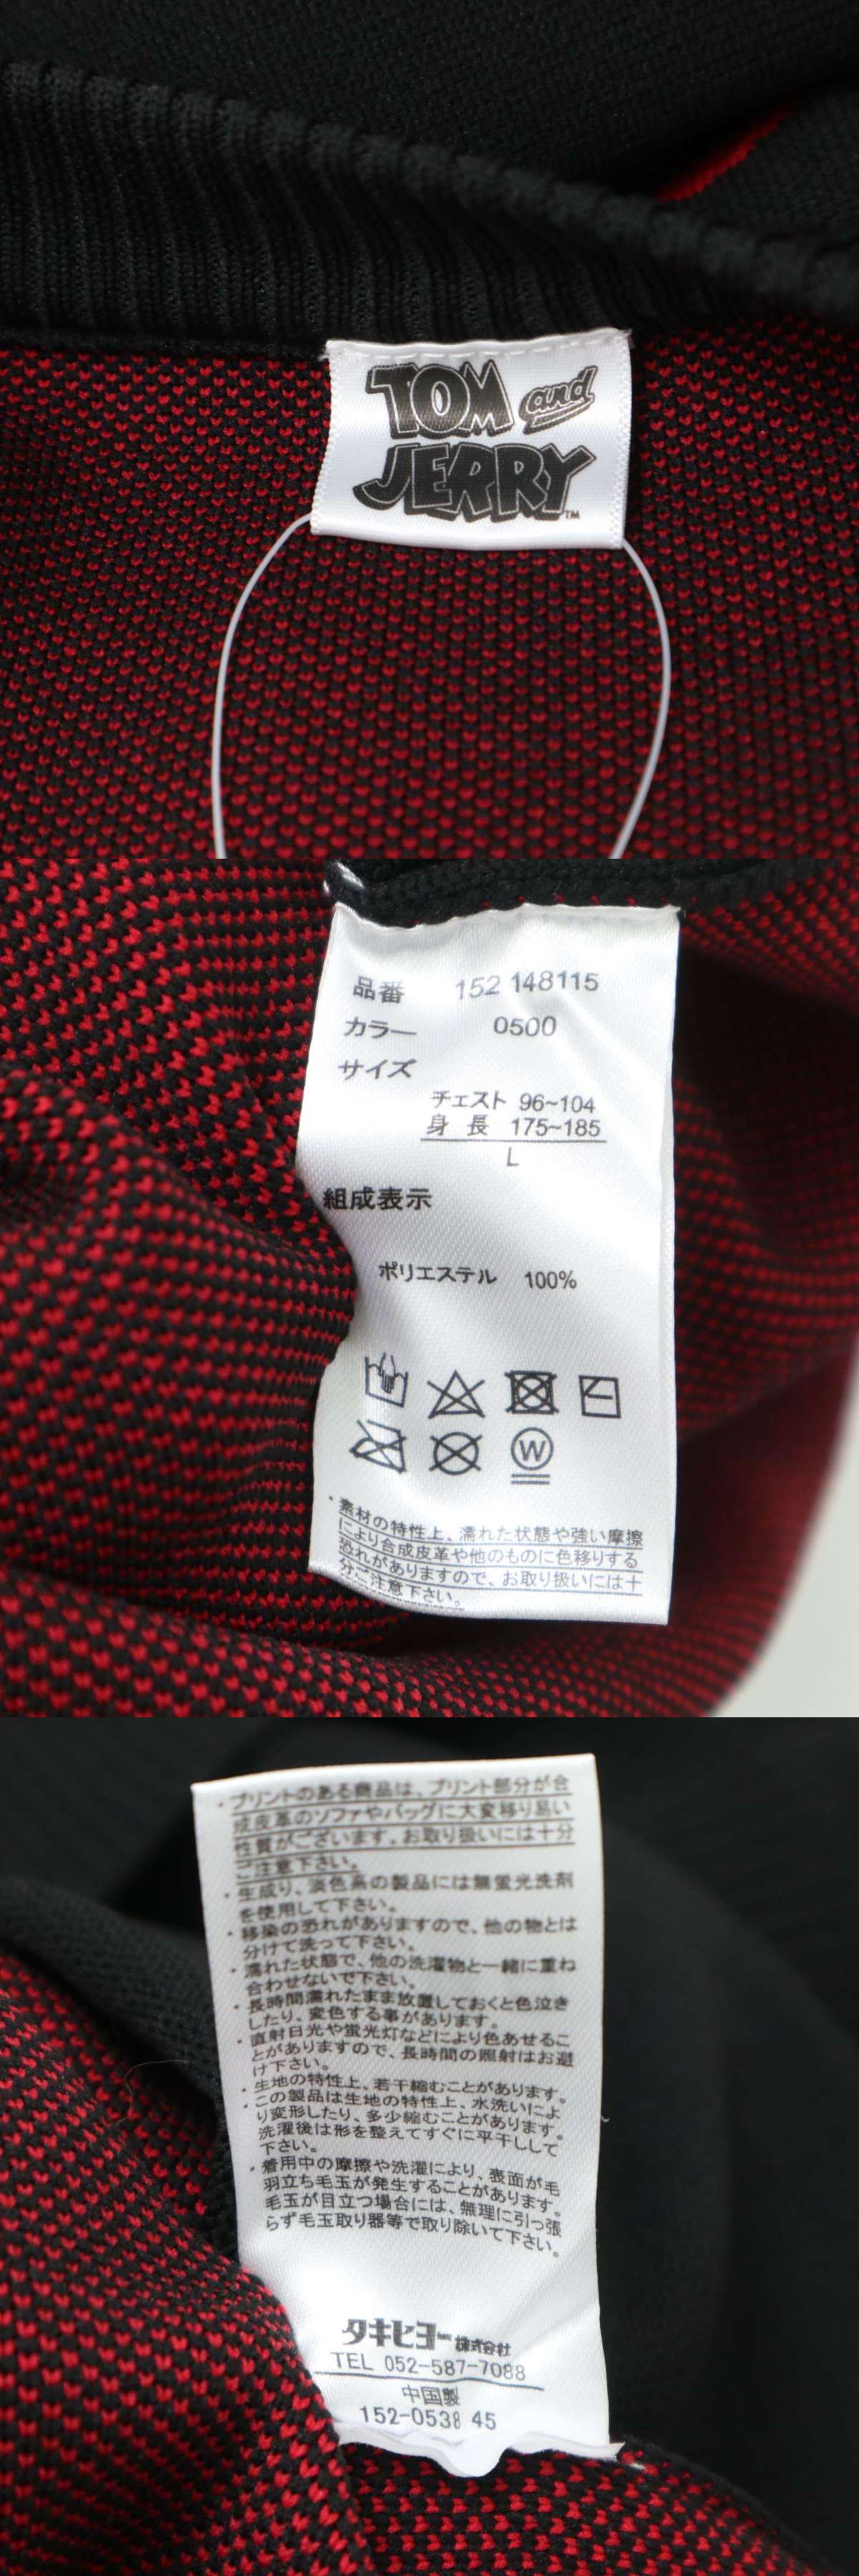 TOM and
JERRY™
品番 152 148115
カラー 0500
サイズ
チェスト 96~104
身長 175~185
L
組成表示
ポリエステル 100%
W
・素材の特性上、濡れた状態や強い摩擦
により合成皮革や他のものに色移りする
恐れがありますので、お取り扱いには十
分ご注意下さい。
・プリントのある商品は、プリント部分が合
成皮革のソファやバッグに大変移り易い
性質がございます。お取り扱いには十分
ご注意下さい。
・生成り、淡色系の製品には無蛍光洗剤
を使用して下さい。
・移染の恐れがありますので、他の物とは
分けて洗って下さい。
・濡れた状態で、他の洗濯物と一緒に重ね
合わせないで下さい。
・長時間濡れたまま放置しておくと色泣き
したり、変色する事があります。
・直射日光や蛍光灯などにより色あせるこ
とがありますので、長時間の照射はお避
け下さい。
・生地の特性上、若干縮むことがあります。
・この製品は生地の特性上、水洗いによ
り変形したり、多少縮むことがあります。
洗濯後は形を整えてすぐに平干しして
下さい。
・着用中の摩擦や洗濯により、表面が毛
羽立ち毛玉が発生することがあります。
毛玉が目立つ場合には、無理に引っ張
らず毛玉取り器等で取り除いて下さい。
タキヒヨー株式会社
TEL 052-587-7088
中国製
152-0538 45